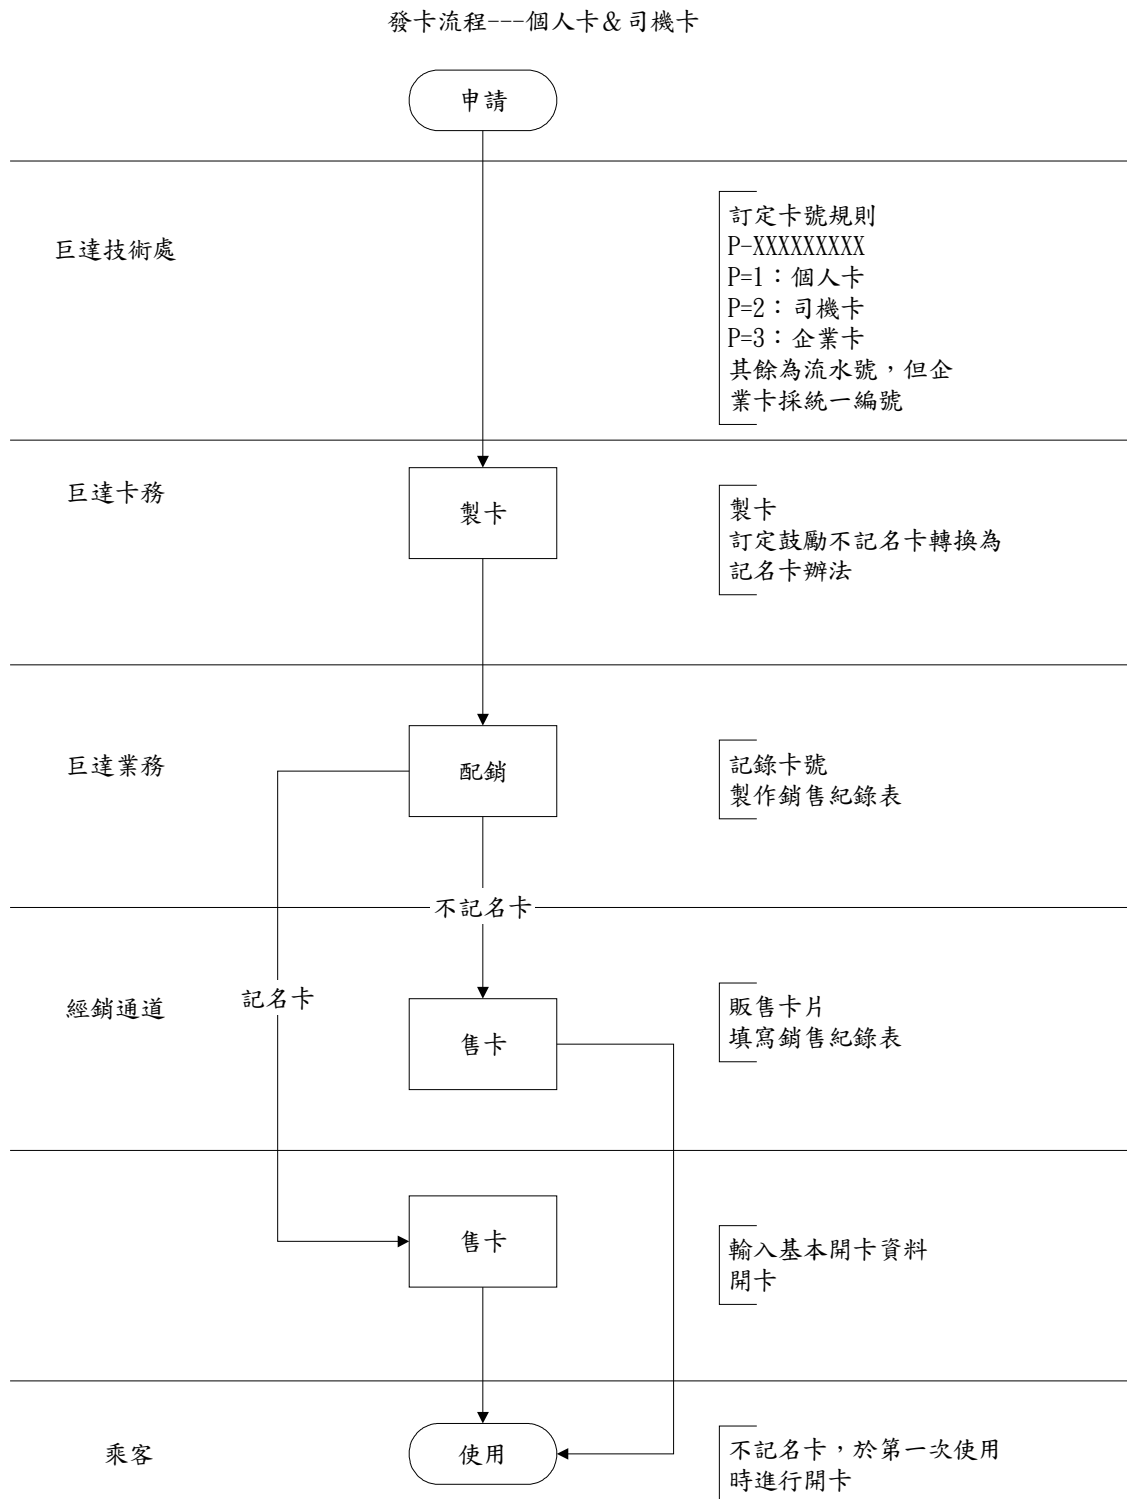 發卡流程---個人卡＆司機卡
申請
巨達技術處
訂定卡號規則
P-XXXXXXXXX
P=1：個人卡
P=2：司機卡
P=3：企業卡
其餘為流水號，但企
業卡採統一編號
巨達卡務
製卡
製卡
訂定鼓勵不記名卡轉換為
記名卡辦法
巨達業務
配銷
記錄卡號
製作銷售紀錄表
不記名卡
經銷通道
記名卡
售卡
販售卡片
填寫銷售紀錄表
售卡
輸入基本開卡資料
開卡
乘客
使用
不記名卡，於第一次使用
時進行開卡